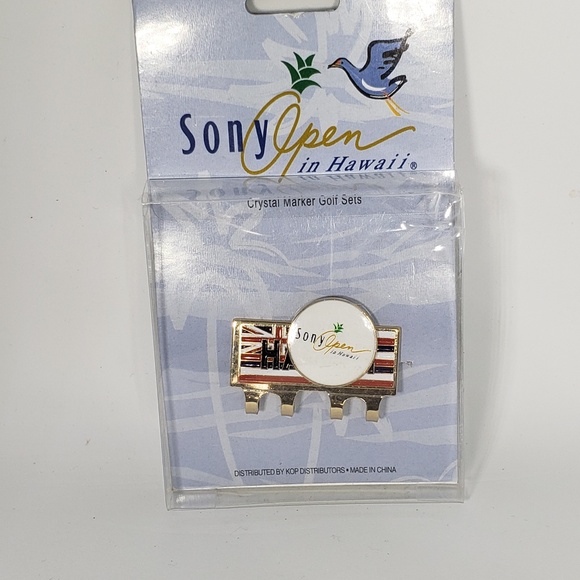 Sony Open
in Hawaii®
Crystal Marker Golf Sets
Sony Open
in Hawaii
DISTRIBUTED BY KOP DISTRIBUTORS • MADE IN CHINA